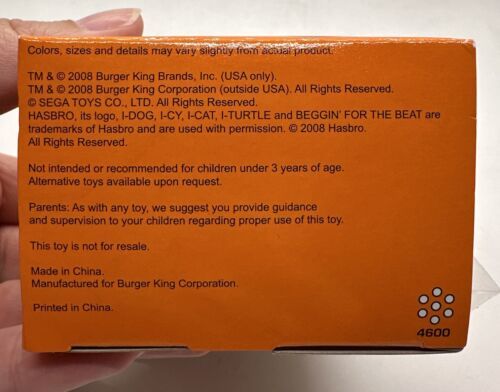 Colors, sizes and details may vary slightly from actual product.
TM & © 2008 Burger King Brands, Inc. (USA only).
TM & © 2008 Burger King Corporation (outside USA). All Rights Reserved.
© SEGA TOYS CO., LTD. All Rights Reserved.
HASBRO, its logo, I-DOG, I-CY, I-CAT, I-TURTLE and BEGGIN' FOR THE BEAT are
trademarks of Hasbro and are used with permission. © 2008 Hasbro.
All Rights Reserved.
Not intended or recommended for children under 3 years of age.
Alternative toys available upon request.
Parents: As with any toy, we suggest you provide guidance
and supervision to your children regarding proper use of this toy.
This toy is not for resale.
Made in China.
Manufactured for Burger King Corporation.
Printed in China.
4600